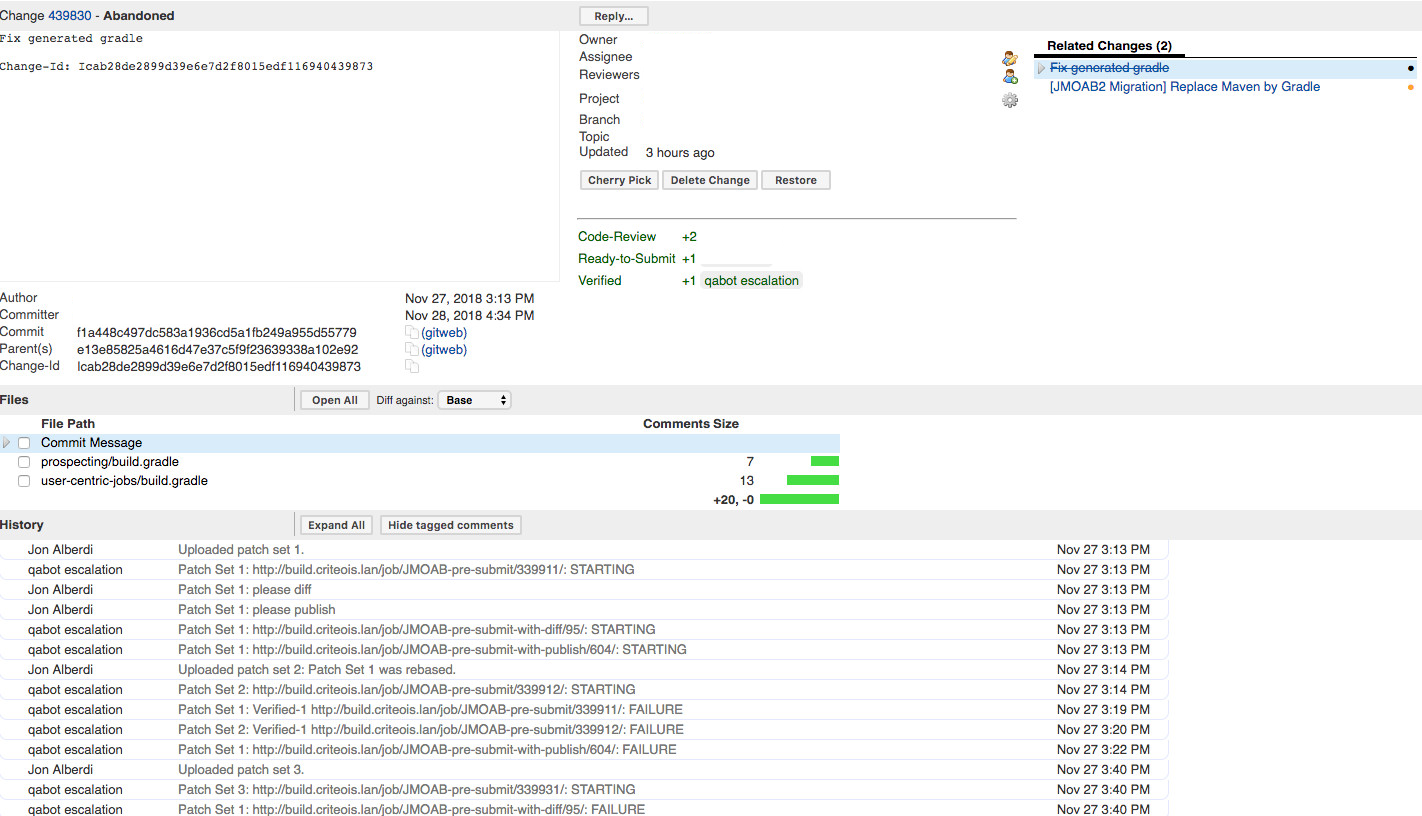 Change 439830 - Abandoned
Reply...
Fix generated gradle
Change-Id: Icab28de2899d39e6e7d2f8015edf116940439873
Owner
Assignee
Reviewers
Project
Branch
Topic
Updated 3 hours ago
Cherry Pick Delete Change Restore
Related Changes (2)
Fix generated gradle
[JMOAB2 Migration] Replace Maven by Gradle
Code-Review +2
Ready-to-Submit +1
Verified +1 qabot escalation
Author Nov 27, 2018 3:13 PM
Committer Nov 28, 2018 4:34 PM
Commit f1a448c497dc583a1936cd5a1fb249a955d55779 (gitweb)
Parent(s) e13e85825a4616d47e37c5f9f23639338a102e92 (gitweb)
Change-Id Icab28de2899d39e6e7d2f8015edf116940439873
Files Open All Diff against: Base
File Path Comments Size
Commit Message
prospecting/build.gradle 7
user-centric-jobs/build.gradle 13
+20, -0
History Expand All Hide tagged comments
Jon Alberdi Uploaded patch set 1. Nov 27 3:13 PM
qabot escalation Patch Set 1: http://build.criteois.lan/job/JMOAB-pre-submit/339911/: STARTING Nov 27 3:13 PM
Jon Alberdi Patch Set 1: please diff Nov 27 3:13 PM
Jon Alberdi Patch Set 1: please publish Nov 27 3:13 PM
qabot escalation Patch Set 1: http://build.criteois.lan/job/JMOAB-pre-submit-with-diff/95/: STARTING Nov 27 3:13 PM
qabot escalation Patch Set 1: http://build.criteois.lan/job/JMOAB-pre-submit-with-publish/604/: STARTING Nov 27 3:13 PM
Jon Alberdi Uploaded patch set 2: Patch Set 1 was rebased. Nov 27 3:14 PM
qabot escalation Patch Set 2: http://build.criteois.lan/job/JMOAB-pre-submit/339912/: STARTING Nov 27 3:14 PM
qabot escalation Patch Set 1: Verified-1 http://build.criteois.lan/job/JMOAB-pre-submit/339911/: FAILURE Nov 27 3:19 PM
qabot escalation Patch Set 2: Verified-1 http://build.criteois.lan/job/JMOAB-pre-submit/339912/: FAILURE Nov 27 3:20 PM
qabot escalation Patch Set 1: http://build.criteois.lan/job/JMOAB-pre-submit-with-publish/604/: FAILURE Nov 27 3:22 PM
Jon Alberdi Uploaded patch set 3. Nov 27 3:40 PM
qabot escalation Patch Set 3: http://build.criteois.lan/job/JMOAB-pre-submit/339931/: STARTING Nov 27 3:40 PM
qabot escalation Patch Set 1: http://build.criteois.lan/job/JMOAB-pre-submit-with-diff/95/: FAILURE Nov 27 3:40 PM